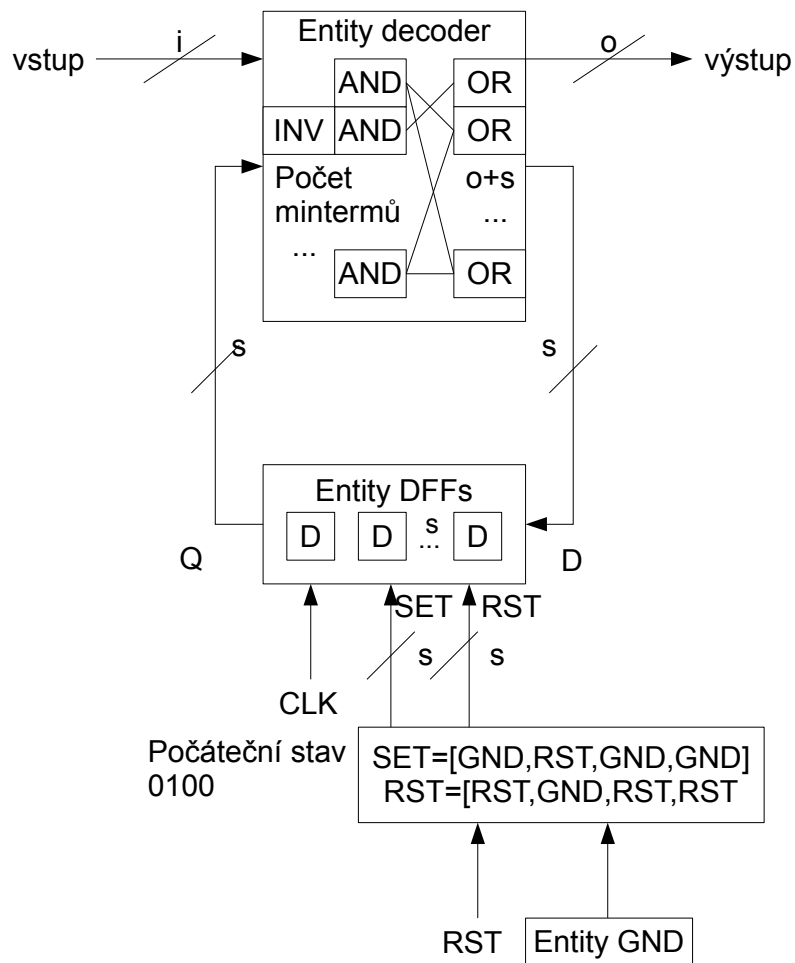 Entity decoder
vstup
i
o
výstup
AND
OR
INV
AND
OR
Počet
mintermů
...
o+s
...
AND
OR
s
s
Entity DFFs
D
D
s
...
D
Q
D
SET
RST
s
s
CLK
Počáteční stav
0100
SET=[GND,RST,GND,GND]
RST=[RST,GND,RST,RST
RST
Entity GND